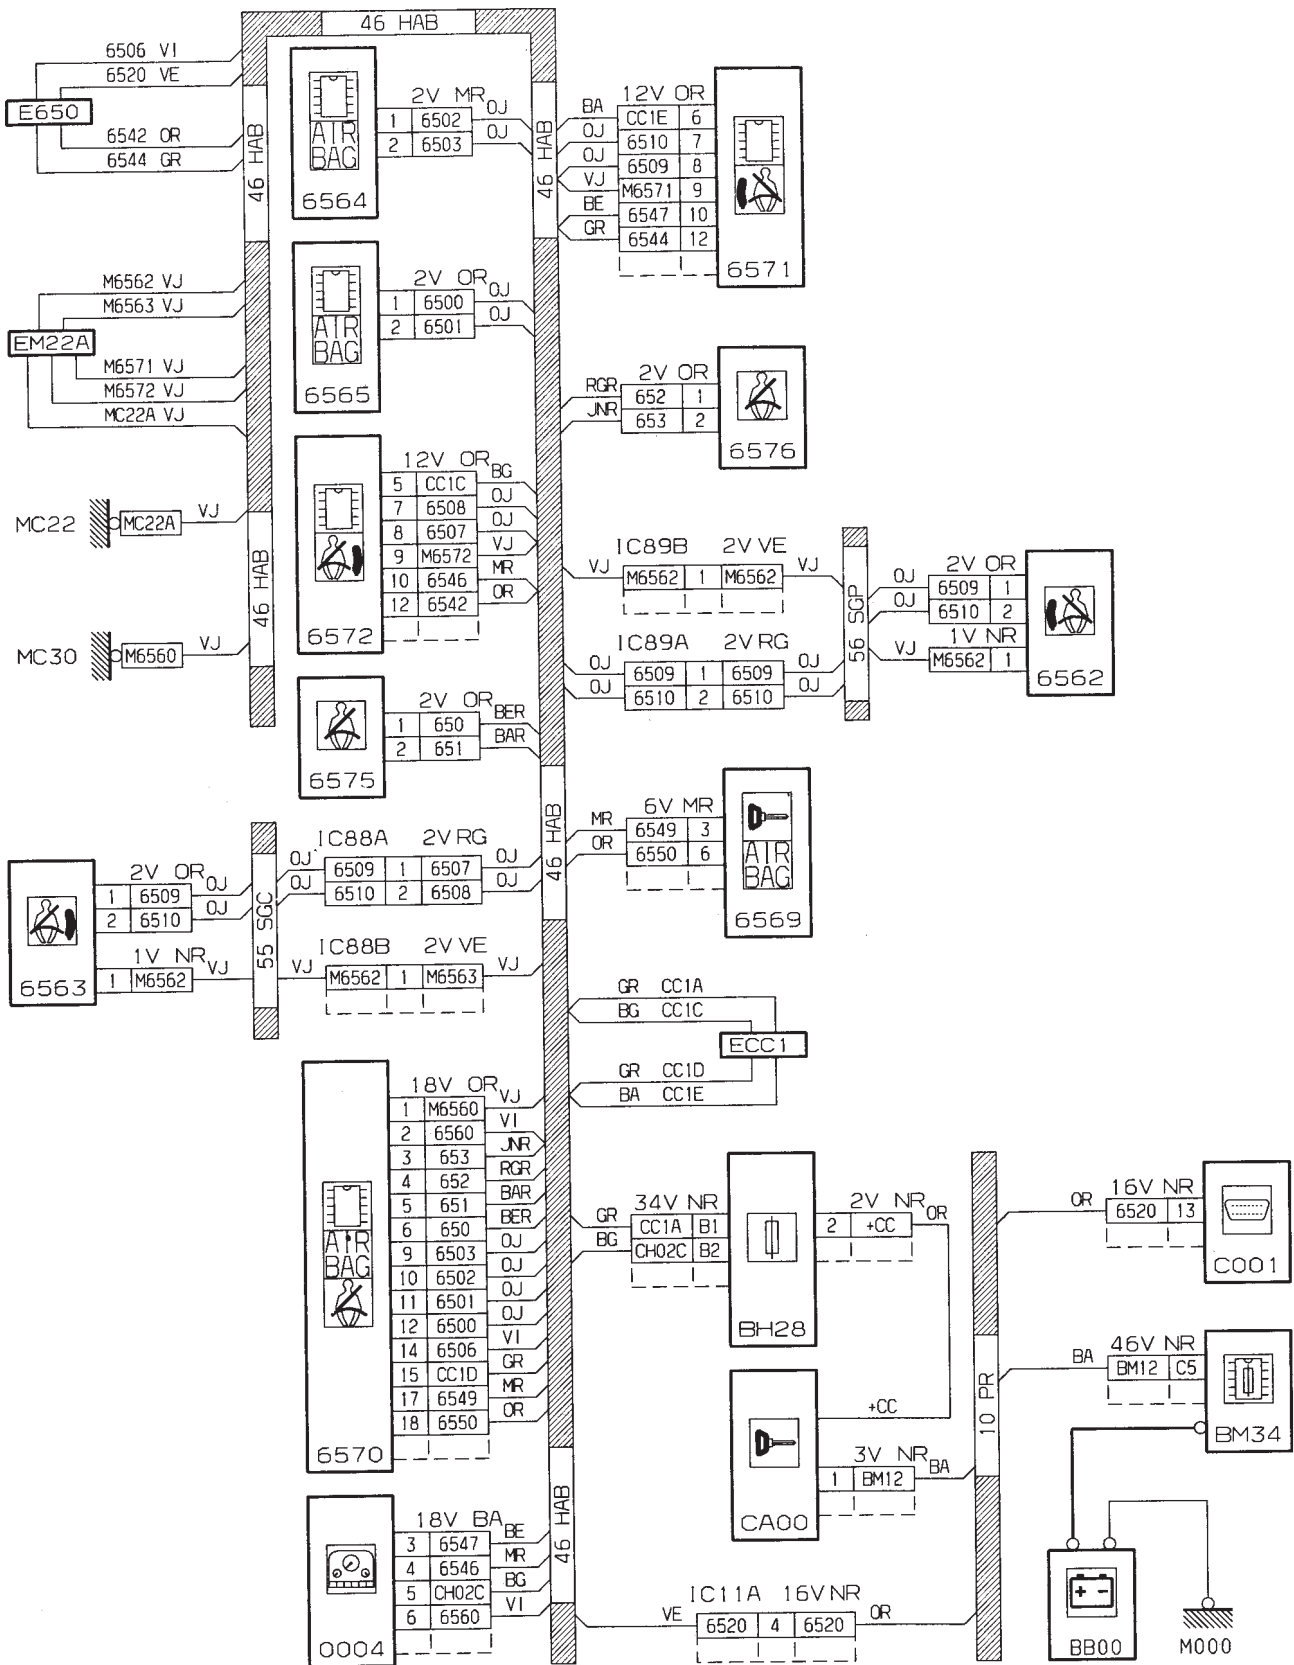 46 HAB
6506 VI
6520 VE
E650
6542 OR
6544 GR
46 HAB
2V MR
1 6502 OJ
2 6503 OJ
AIR
BAG
6564
46 HAB
12V OR
BA CC1E 6
OJ 6510 7
OJ 6509 8
VJ M6571 9
BE 6547 10
GR 6544 12
6571
M6562 VJ
M6563 VJ
EM22A
M6571 VJ
M6572 VJ
MC22A VJ
2V OR
1 6500 OJ
2 6501 OJ
AIR
BAG
6565
2V OR
RGR 652 1
JNR 653 2
6576
12V OR
5 CC1C BG
7 6508 OJ
8 6507 OJ
9 M6572 VJ
10 6546 MR
12 6542 OR
6572
MC22 MC22A VJ
46 HAB
MC30 M6560 VJ
IC89B 2V VE
VJ M6562 1 M6562 VJ
IC89A 2V RG
OJ 6509 1 6509 OJ
OJ 6510 2 6510 OJ
56 SGP
2V OR
OJ 6509 1
OJ 6510 2
1V NR
VJ M6562 1
6562
2V OR
1 650 BER
2 651 BAR
6575
46 HAB
6V MR
MR 6549 3
OR 6550 6
AIR
BAG
6569
2V OR
1 6509 OJ
2 6510 OJ
1V NR
1 M6562 VJ
6563
55 SGC
IC88A 2V RG
OJ 6509 1 6507 OJ
OJ 6510 2 6508 OJ
IC88B 2V VE
VJ M6562 1 M6563 VJ
GR CC1A
BG CC1C
ECC1
GR CC1D
BA CC1E
18V OR
1 M6560 VJ
2 6560 VI
3 653 JNR
4 652 RGR
5 651 BAR
6 650 BER
9 6503 OJ
10 6502 OJ
11 6501 OJ
12 6500 OJ
14 6506 VI
15 CC1D GR
17 6549 MR
18 6550 OR
AIR
BAG
6570
34V NR
GR CC1A B1
BG CH02C B2
BH28
2V NR
2 +CC OR
+CC
3V NR
1 BM12 BA
CA00
10 PR
16V NR
OR 6520 13
C001
46V NR
BA BM12 C5
BM34
18V BA
3 6547 BE
4 6546 MR
5 CH02C BG
6 6560 VI
0004
46 HAB
IC11A 16V NR
VE 6520 4 6520 OR
+ -
BB00
M000